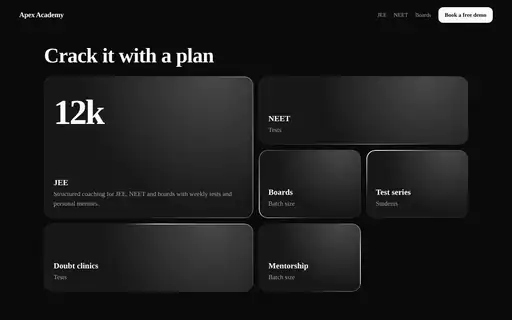 Apex Academy
JEE
NEET
Boards
Book a free demo
Crack it with a plan
12k
JEE
Structured coaching for JEE, NEET and boards with weekly tests and
personal mentors.
NEET
Tests
Boards
Batch size
Test series
Students
Doubt clinics
Tests
Mentorship
Batch size